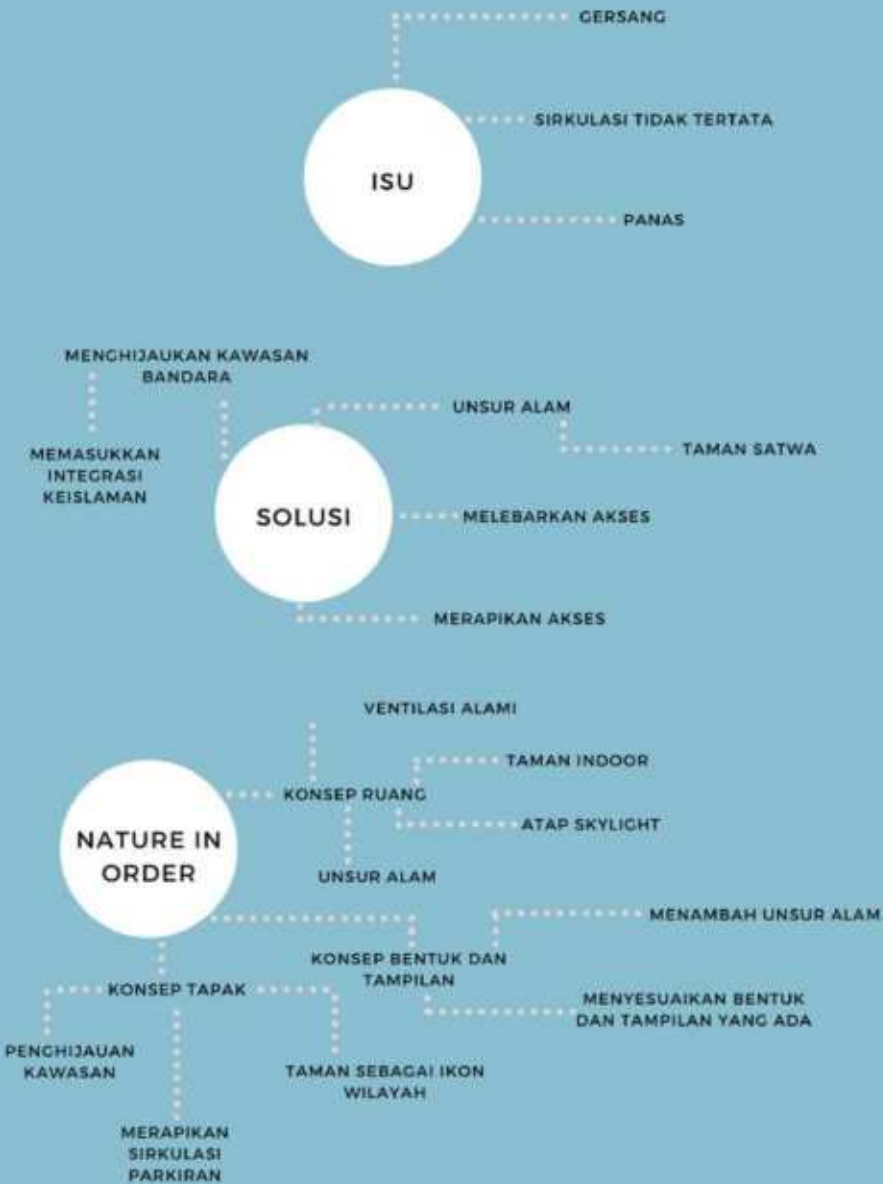 GERSANG
SIRKULASI TIDAK TERTATA
ISU
PANAS
MENGHIJAUKAN KAWASAN
BANDARA
UNSUR ALAM
MEMASUKKAN
INTEGRASI
KEISLAMAN
TAMAN SATWA
SOLUSI
MELEBARKAN AKSES
MERAPIKAN AKSES
VENTILASI ALAMI
TAMAN INDOOR
KONSEP RUANG
ATAP SKYLIGHT
NATURE IN
ORDER
UNSUR ALAM
MENAMBAH UNSUR ALAM
KONSEP BENTUK DAN
TAMPILAN
KONSEP TAPAK
MENYESUAIKAN BENTUK
DAN TAMPILAN YANG ADA
PENGHIJAUAN
KAWASAN
TAMAN SEBAGAI IKON
WILAYAH
MERAPIKAN
SIRKULASI
PARKIRAN